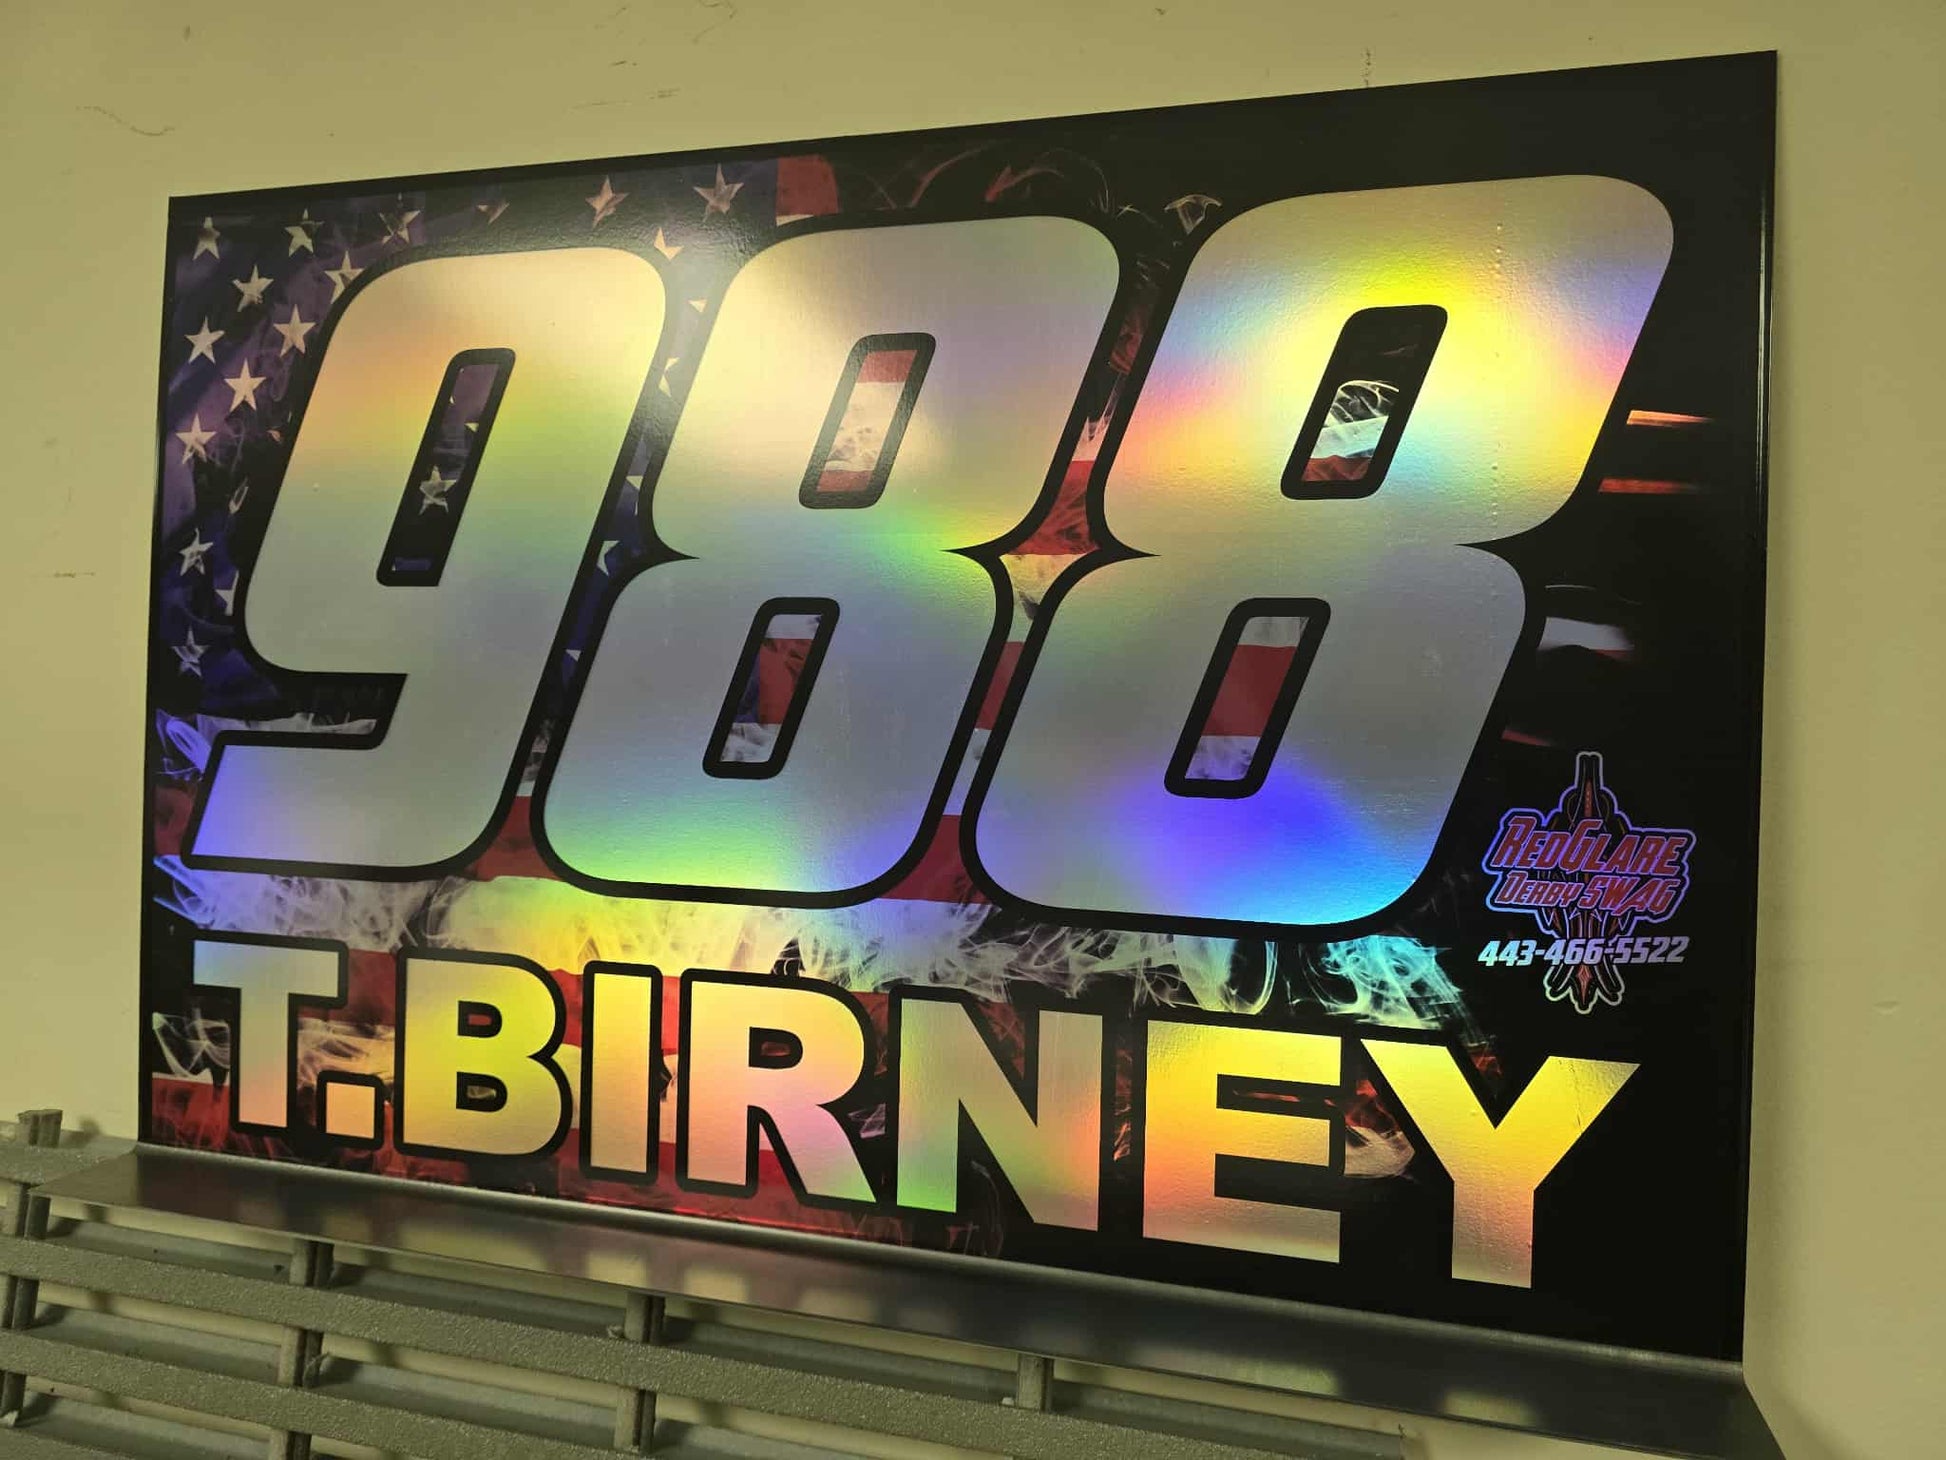 988
REDGLARE
DERBY SWAG
443-466-5522
T.BIRNEY